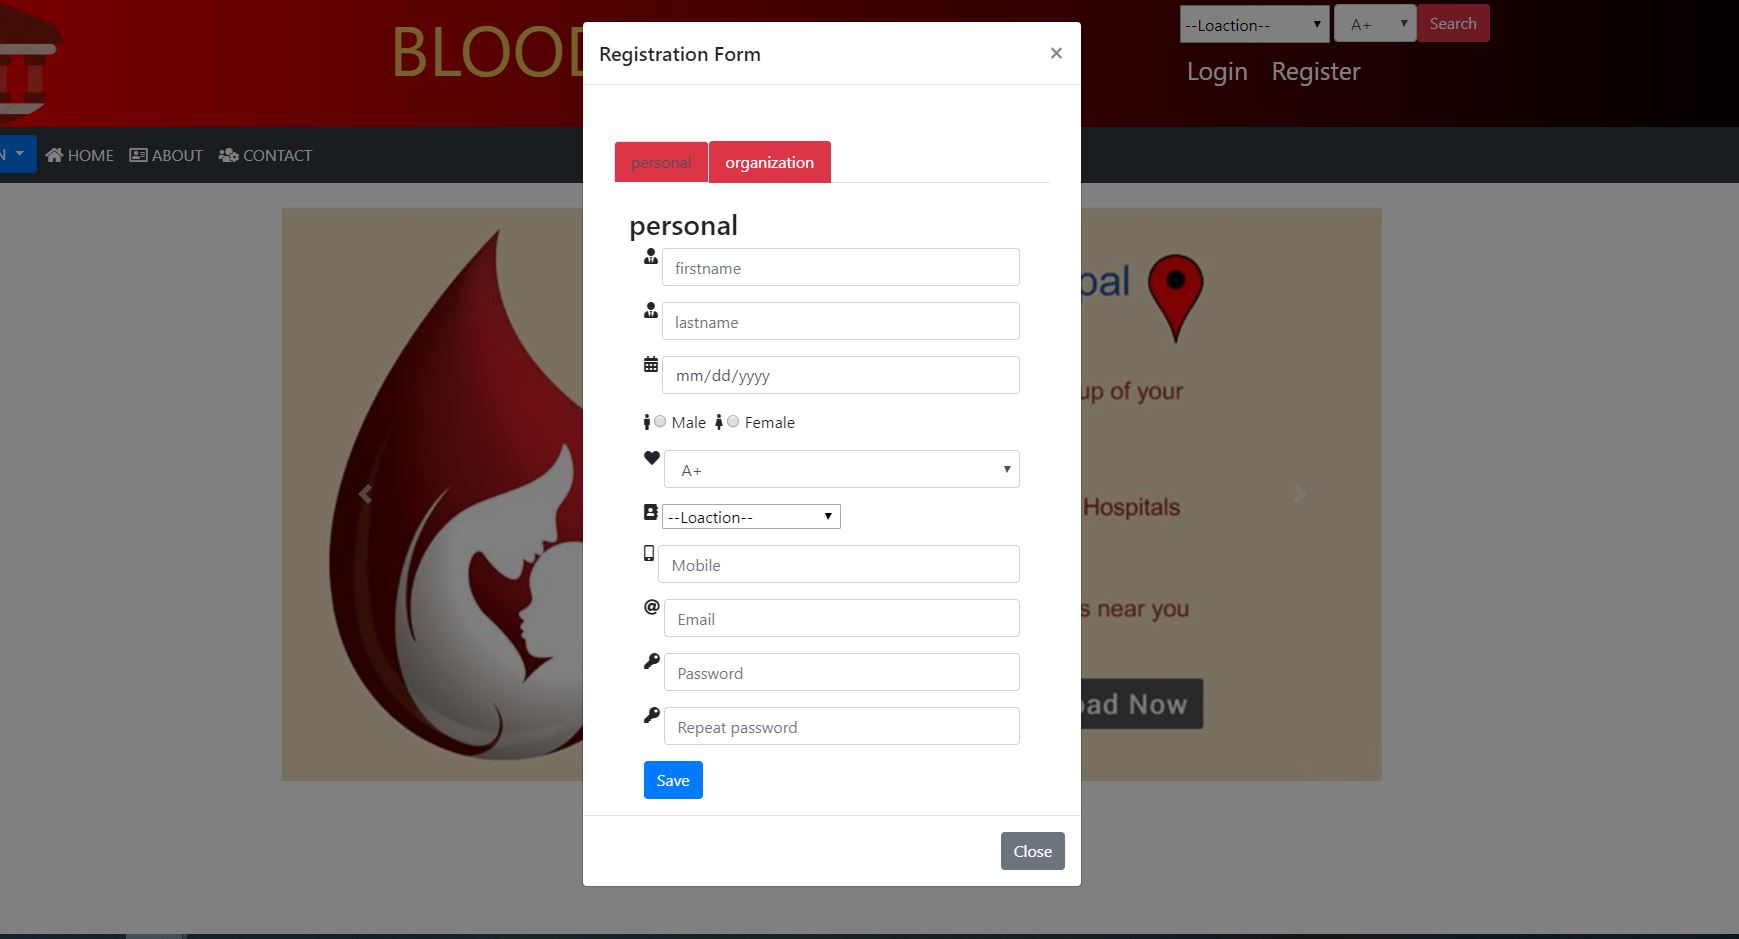 BLOOD
--Loaction--
A+
Search
Login Register
N
HOME ABOUT CONTACT
Registration Form
×
personal organization
personal
firstname
lastname
mm/dd/yyyy
Male Female
A+
--Loaction--
Mobile
@ Email
Password
Repeat password
Save
Close
pal
up of your
Hospitals
s near you
oad Now